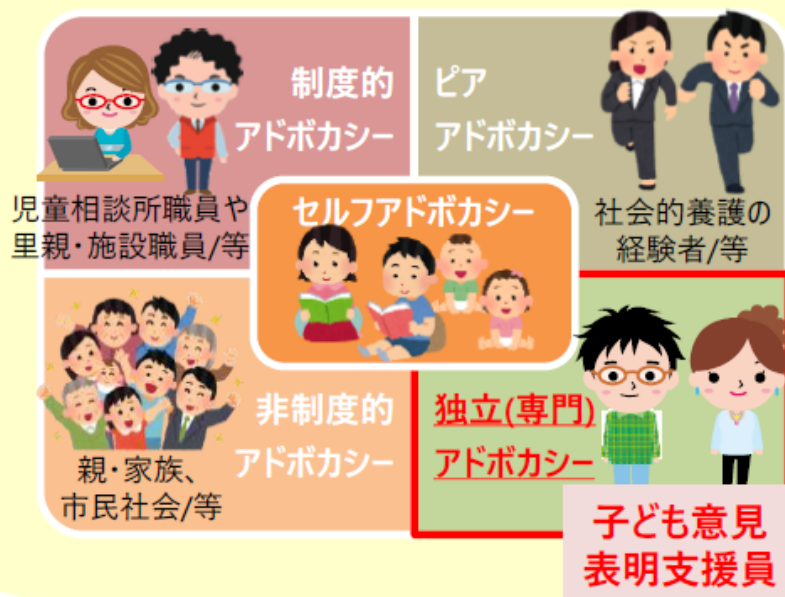 制度的
アドボカシー
児童相談所職員や
里親・施設職員/等
ピア
アドボカシー
社会的養護の
経験者/等
セルフアドボカシー
非制度的
アドボカシー
親・家族、
市民社会/等
独立(専門)
アドボカシー
子ども意見
表明支援員